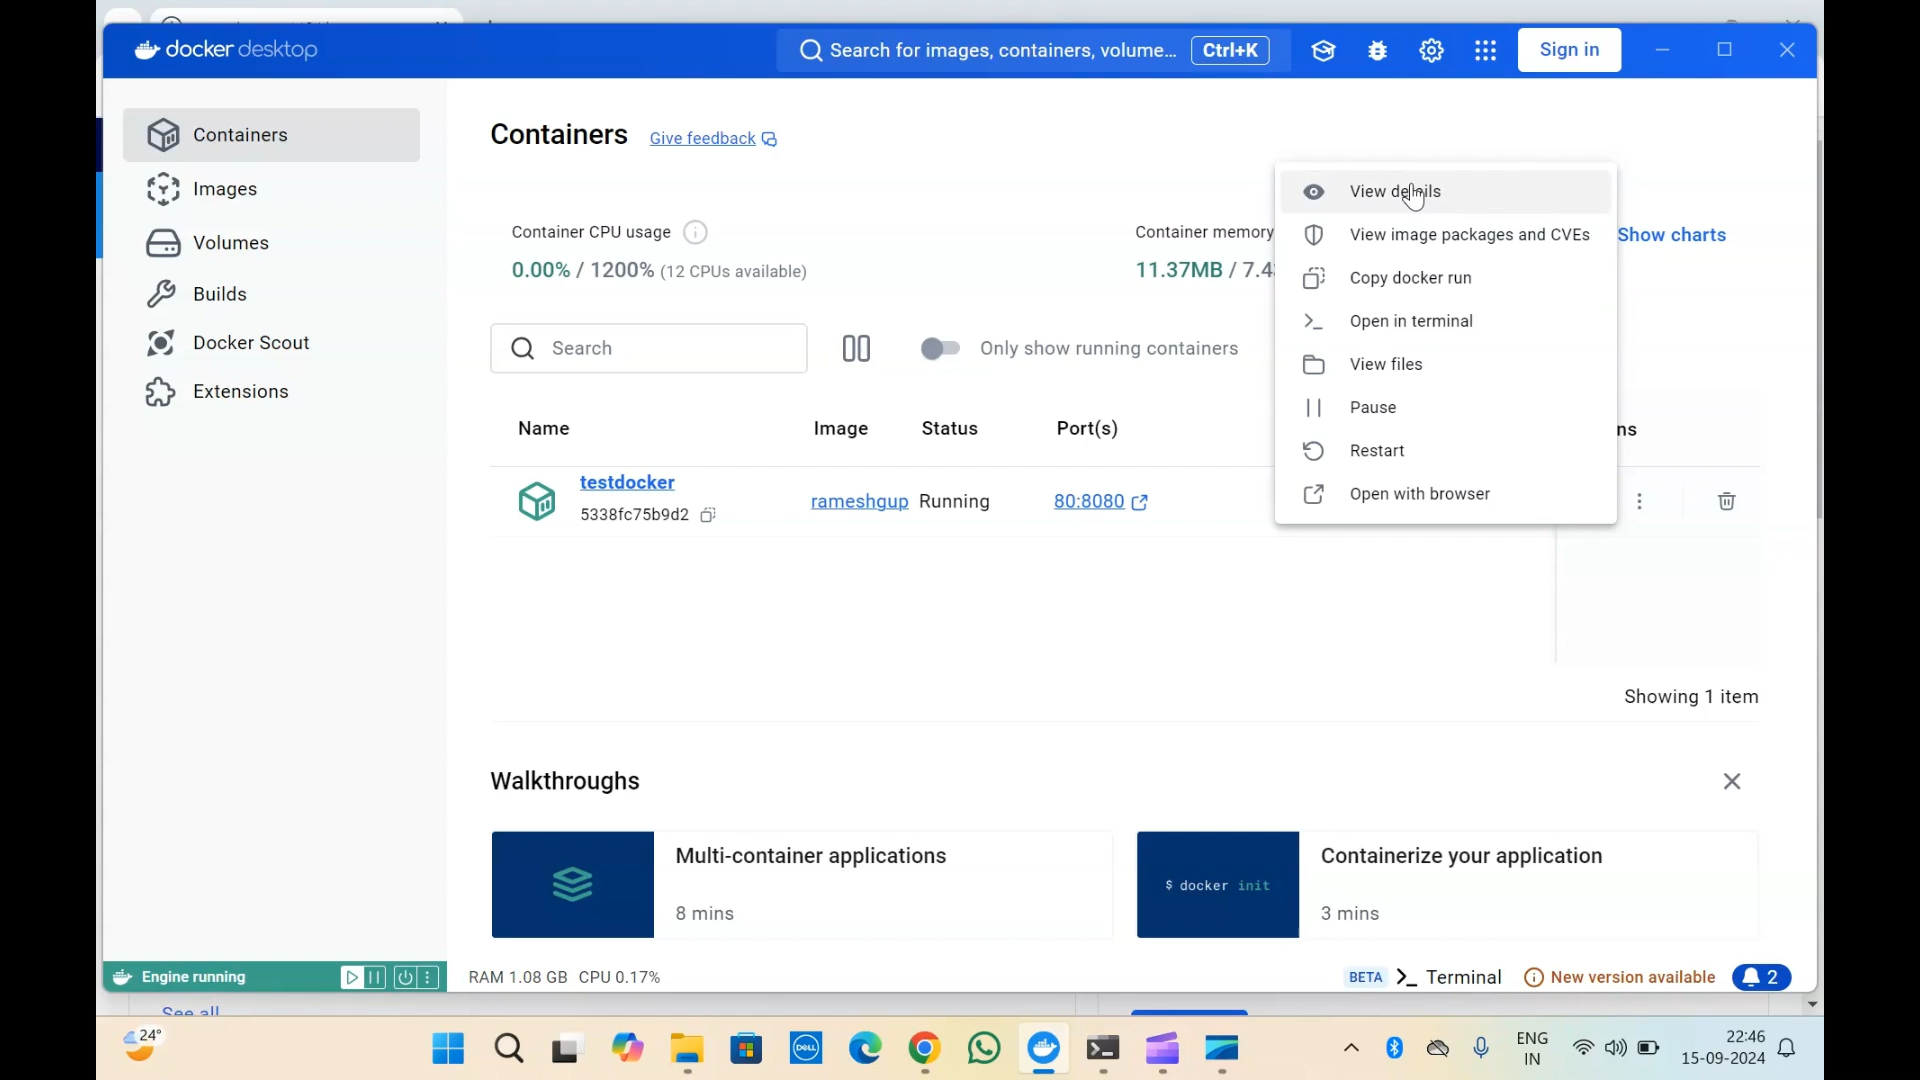 docker desktop
Search for images, containers, volume... Ctrl+K
Sign in
Containers
Images
Volumes
Builds
Docker Scout
Extensions
Containers Give feedback
Container CPU usage
0.00% / 1200% (12 CPUs available)
Container memory
11.37MB / 7.4
Show charts
Search
Only show running containers
Name Image Status Port(s)
ns
testdocker
5338fc75b9d2
rameshgup Running 80:8080
View details
View image packages and CVEs
Copy docker run
Open in terminal
View files
Pause
Restart
Open with browser
Showing 1 item
Walkthroughs
Multi-container applications
8 mins
$ docker init
Containerize your application
3 mins
Engine running
RAM 1.08 GB CPU 0.17%
BETA >_ Terminal
New version available
2
See all
24°
DELL
ENG
IN
22:46
15-09-2024